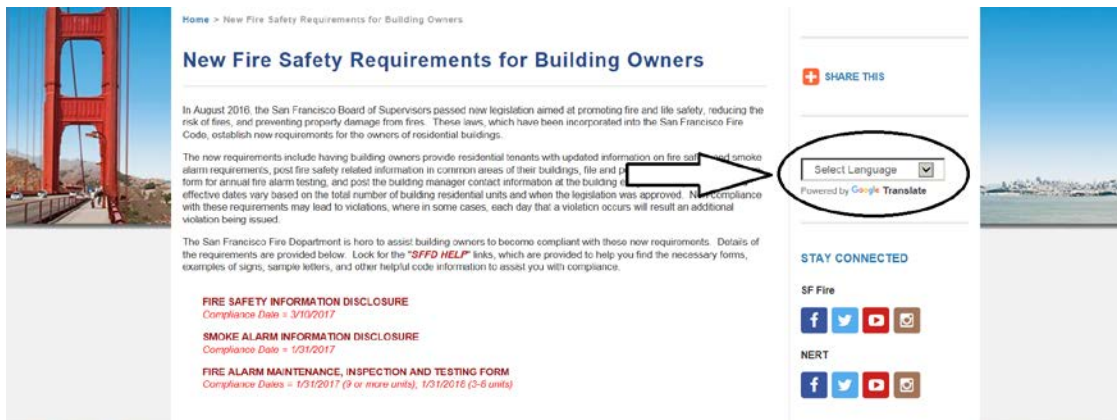 Home > New Fire Safety Requirements for Building Owners
New Fire Safety Requirements for Building Owners
In August 2016, the San Francisco Board of Supervisors passed new legislation aimed at promoting fire and life safety, reducing the
risk of fires, and preventing property damage from fires. These laws, which have been incorporated into the San Francisco Fire
Code, establish new requirements for the owners of residential buildings.
The new requirements include having building owners provide residential tenants with updated information on fire safety and smoke
alarm requirements, post fire safety related information in common areas of their buildings, file and
form for annual fire alarm testing, and post the building manager contact information at the building
effective dates vary based on the total number of building residential units and when the legislation was approved. Non-compliance
with these requirements may lead to violations, where in some cases, each day that a violation occurs will result an additional
violation being issued.
The San Francisco Fire Department is here to assist building owners to become compliant with these new requirements. Details of
the requirements are provided below. Look for the "SFFD HELP" links, which are provided to help you find the necessary forms,
examples of signs, sample letters, and other helpful code information to assist you with compliance.
FIRE SAFETY INFORMATION DISCLOSURE
Compliance Date = 3/10/2017
SMOKE ALARM INFORMATION DISCLOSURE
Compliance Date = 1/31/2017
FIRE ALARM MAINTENANCE, INSPECTION AND TESTING FORM
Compliance Dates = 1/31/2017 (9 or more units), 1/31/2018 (3-8 units)
SHARE THIS
Select Language
Powered by Google Translate
STAY CONNECTED
SF Fire
NERT